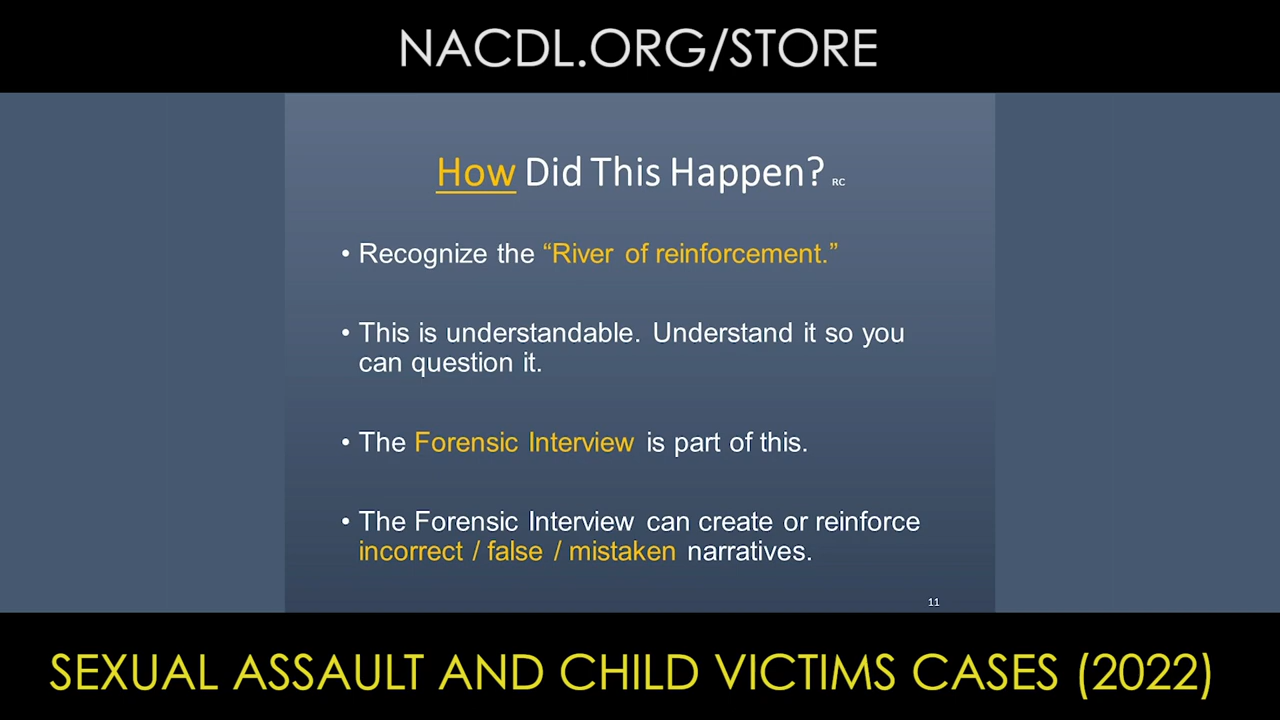 NACDL.ORG/STORE
How Did This Happen? RC
• Recognize the “River of reinforcement.”
• This is understandable. Understand it so you
can question it.
• The Forensic Interview is part of this.
• The Forensic Interview can create or reinforce
incorrect / false / mistaken narratives.
11
SEXUAL ASSAULT AND CHILD VICTIMS CASES (2022)